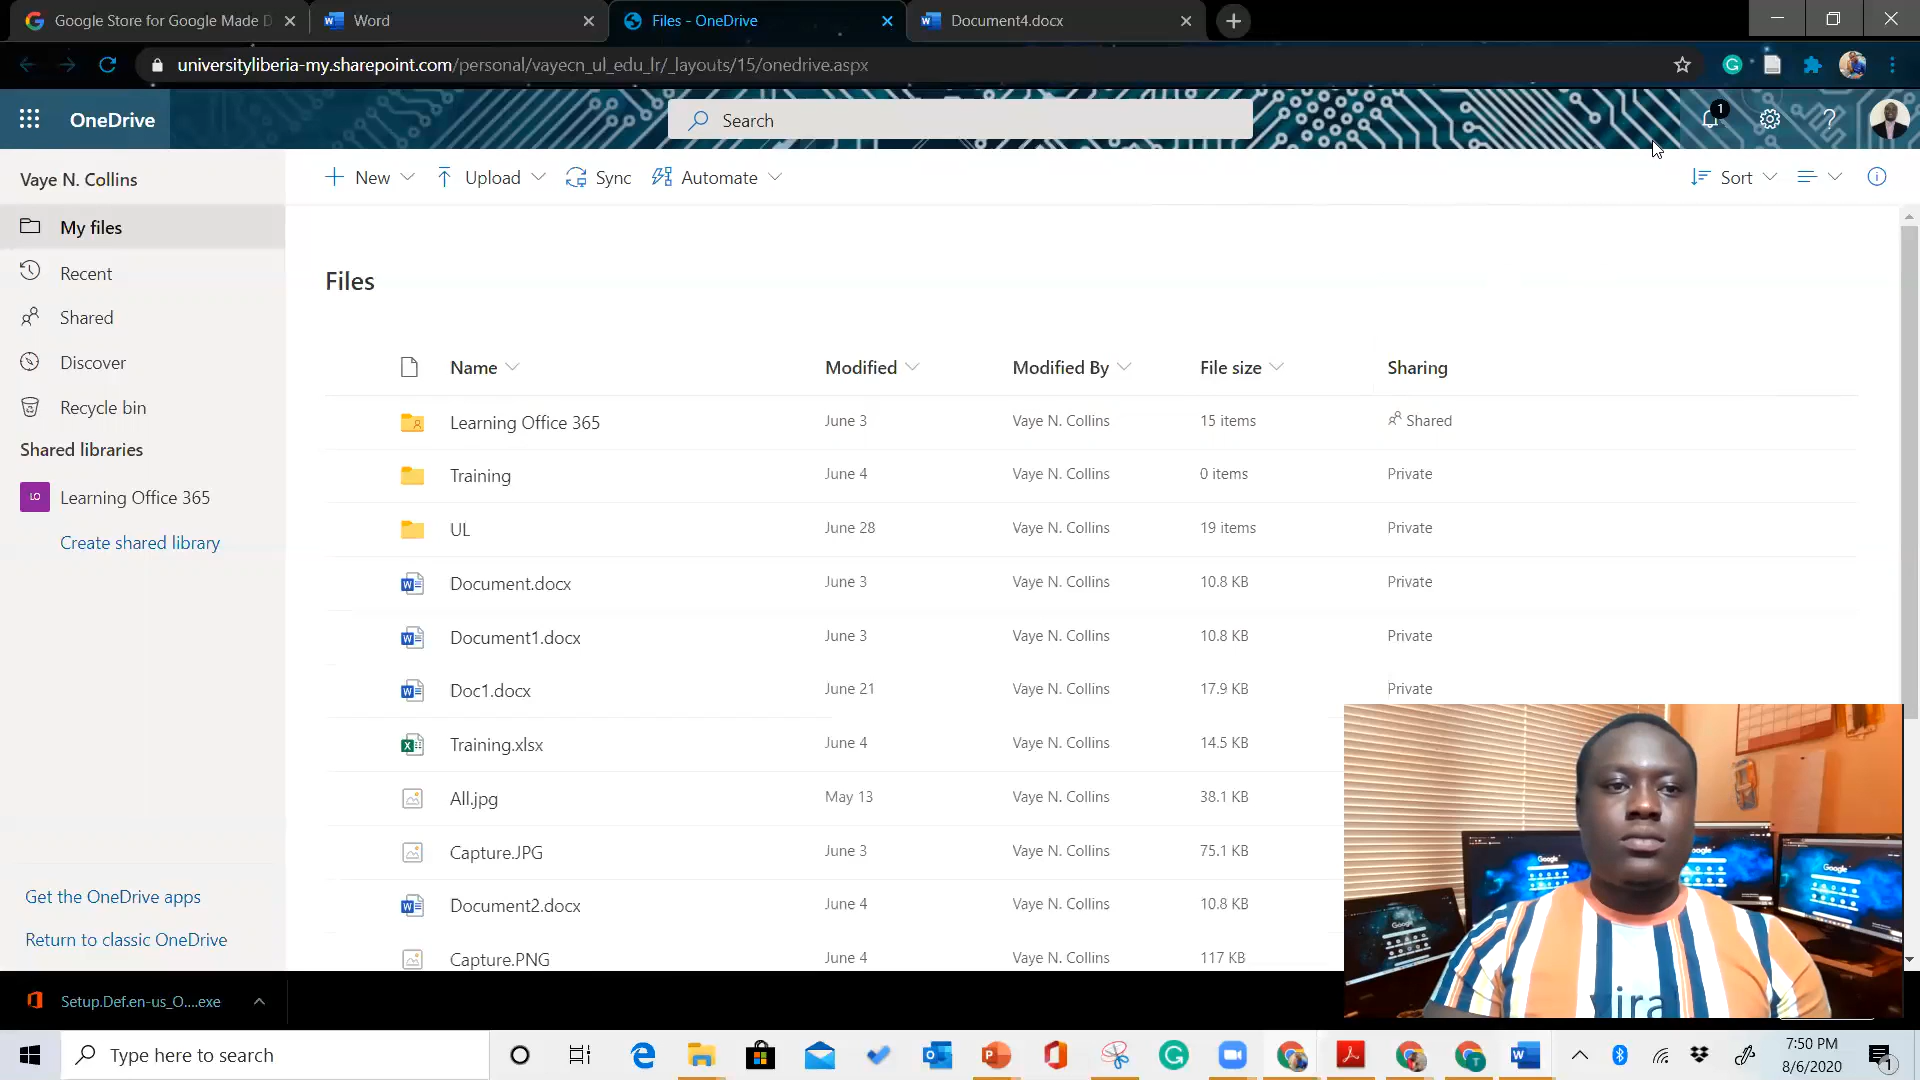 Google Store for Google Made D
Word
Files - OneDrive
Document4.docx
universityliberia-my.sharepoint.com/personal/vayecn_ul_edu_lr/_layouts/15/onedrive.aspx
OneDrive
Search
1
Vaye N. Collins
New
Upload
Sync
Automate
Sort
My files
Recent
Shared
Discover
Recycle bin
Shared libraries
LO
Learning Office 365
Create shared library
Get the OneDrive apps
Return to classic OneDrive
Files
Name Modified Modified By File size Sharing
Learning Office 365 June 3 Vaye N. Collins 15 items Shared
Training June 4 Vaye N. Collins 0 items Private
UL June 28 Vaye N. Collins 19 items Private
Document.docx June 3 Vaye N. Collins 10.8 KB Private
Document1.docx June 3 Vaye N. Collins 10.8 KB Private
Doc1.docx June 21 Vaye N. Collins 17.9 KB Private
Training.xlsx June 4 Vaye N. Collins 14.5 KB
All.jpg May 13 Vaye N. Collins 38.1 KB
Capture.JPG June 3 Vaye N. Collins 75.1 KB
Document2.docx June 4 Vaye N. Collins 10.8 KB
Capture.PNG June 4 Vaye N. Collins 117 KB
Google
Google
Google
Google
viral
Setup.Def.en-us_O....exe
Type here to search
7:50 PM
8/6/2020
1